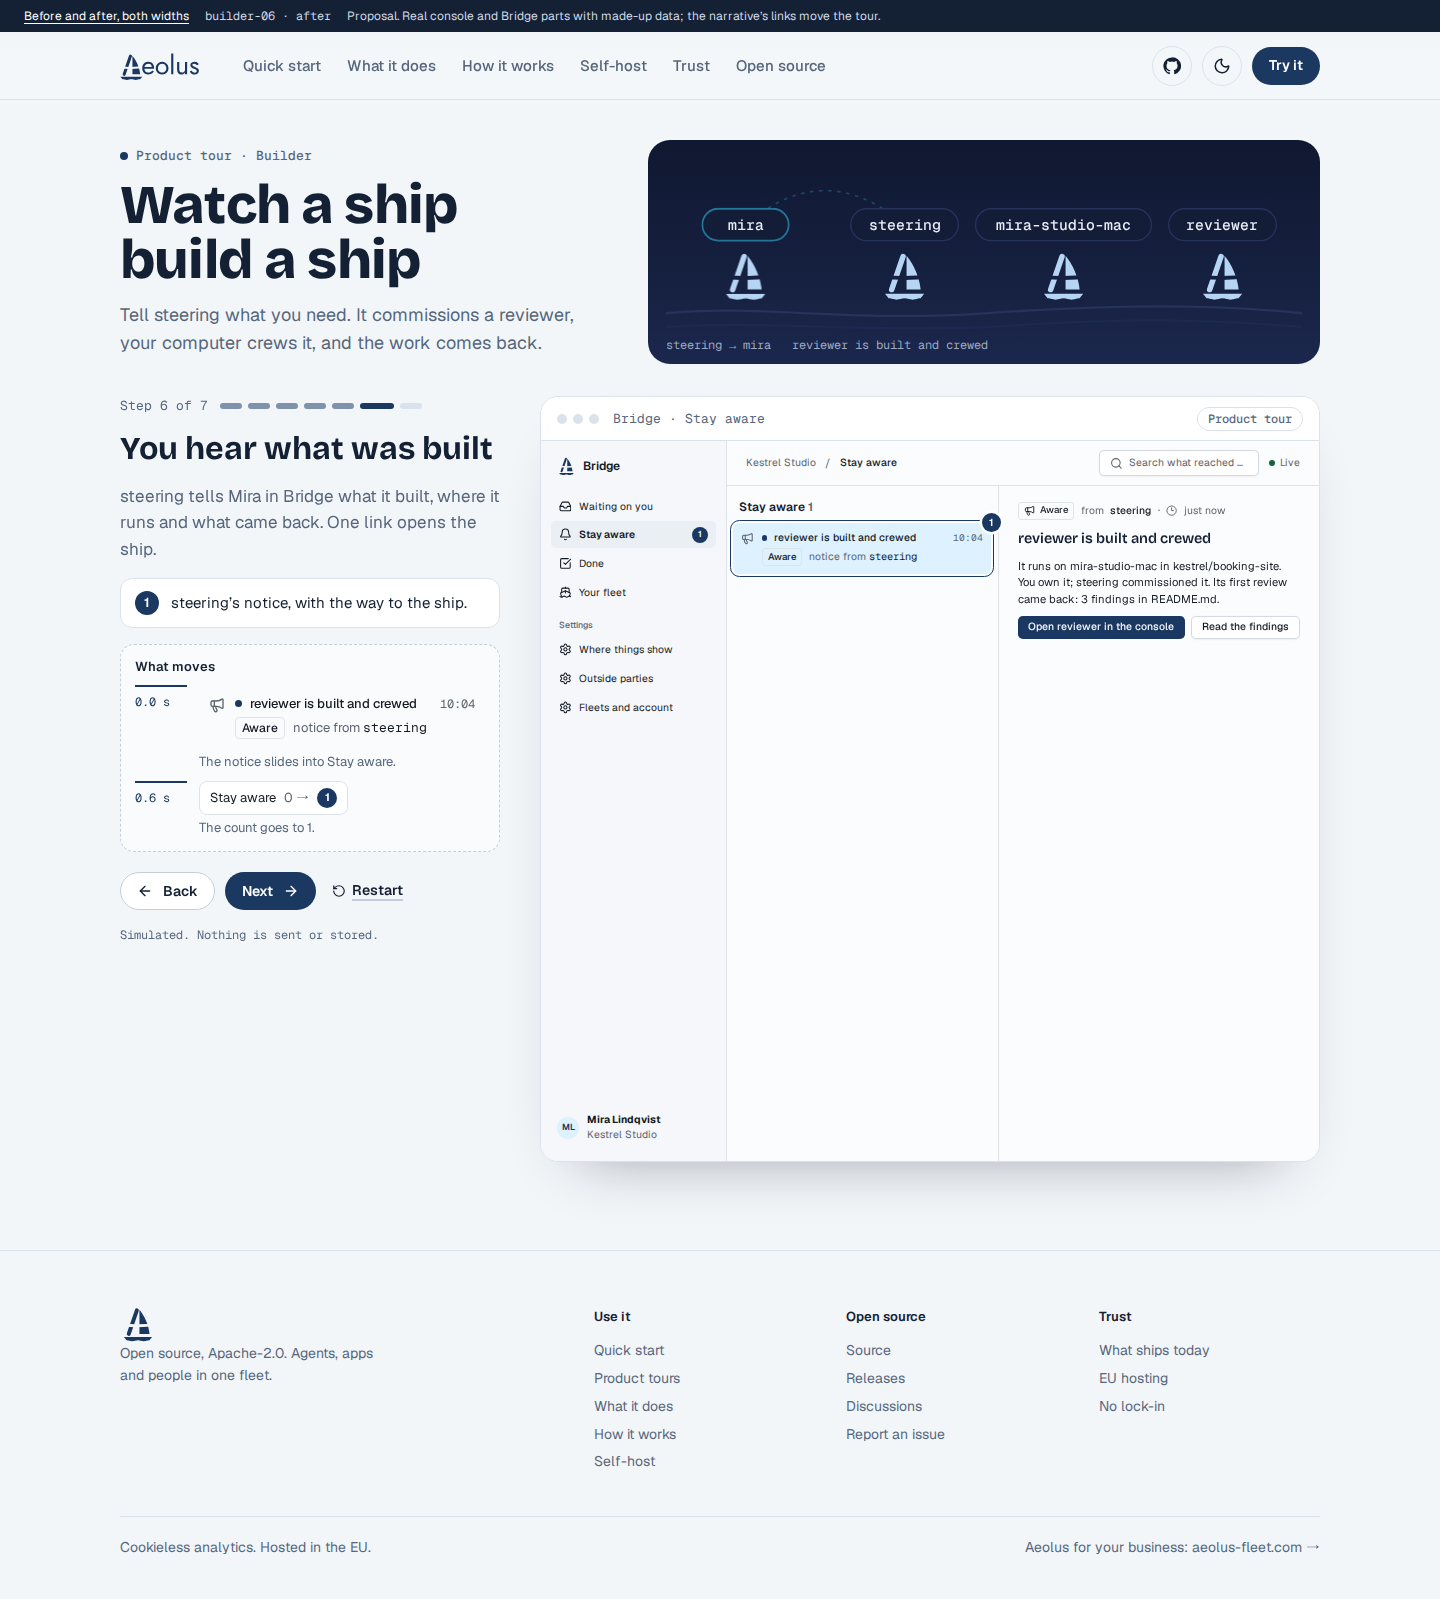 Before and after, both widths builder-06 · after Proposal. Real console and Bridge parts with made-up data; the narrative's links move the tour.
Aeolus Quick start What it does How it works Self-host Trust Open source Try it
Product tour · Builder
Watch a ship
build a ship
Tell steering what you need. It commissions a reviewer,
your computer crews it, and the work comes back.
mira steering mira-studio-mac reviewer
steering → mira reviewer is built and crewed
Step 6 of 7
You hear what was built
steering tells Mira in Bridge what it built, where it
runs and what came back. One link opens the
ship.
1 steering's notice, with the way to the ship.
What moves
0.0 s reviewer is built and crewed 10:04
Aware notice from steering
The notice slides into Stay aware.
0.6 s Stay aware 0 → 1
The count goes to 1.
← Back Next → Restart
Simulated. Nothing is sent or stored.
Bridge · Stay aware Product tour
Bridge
Waiting on you
Stay aware 1
Done
Your fleet
Settings
Where things show
Outside parties
Fleets and account
ML Mira Lindqvist
Kestrel Studio
Kestrel Studio / Stay aware Search what reached … Live
Stay aware 1
1
reviewer is built and crewed 10:04
Aware notice from steering
Aware from steering · just now
reviewer is built and crewed
It runs on mira-studio-mac in kestrel/booking-site.
You own it; steering commissioned it. Its first review
came back: 3 findings in README.md.
Open reviewer in the console Read the findings
Open source, Apache-2.0. Agents, apps
and people in one fleet.
Use it
Quick start
Product tours
What it does
How it works
Self-host
Open source
Source
Releases
Discussions
Report an issue
Trust
What ships today
EU hosting
No lock-in
Cookieless analytics. Hosted in the EU.
Aeolus for your business: aeolus-fleet.com →